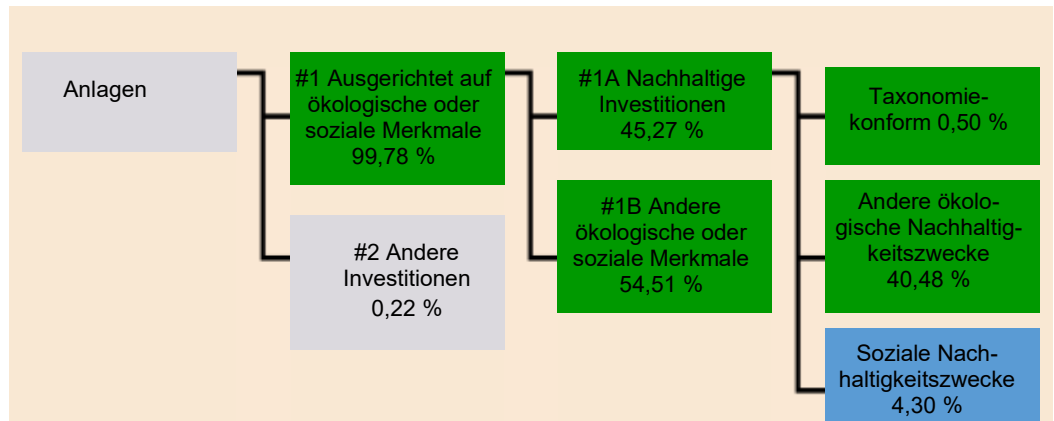 Anlagen
#1 Ausgerichtet auf
ökologische oder
soziale Merkmale
99,78 %
#2 Andere
Investitionen
0,22 %
#1A Nachhaltige
Investitionen
45,27 %
#1B Andere
ökologische oder
soziale Merkmale
54,51 %
Taxonomie-
konform 0,50 %
Andere ökolo-
gische Nachhaltig-
keitszwecke
40,48 %
Soziale Nach-
haltigkeitszwecke
4,30 %